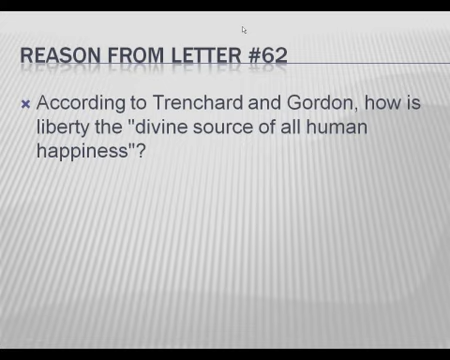 REASON FROM LETTER #62
According to Trenchard and Gordon, how is
liberty the "divine source of all human
happiness"?